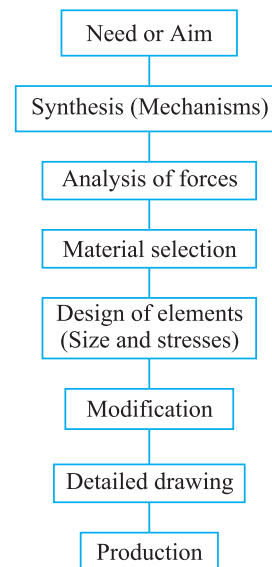 Need or Aim
Synthesis (Mechanisms)
Analysis of forces
Material selection
Design of elements
(Size and stresses)
Modification
Detailed drawing
Production